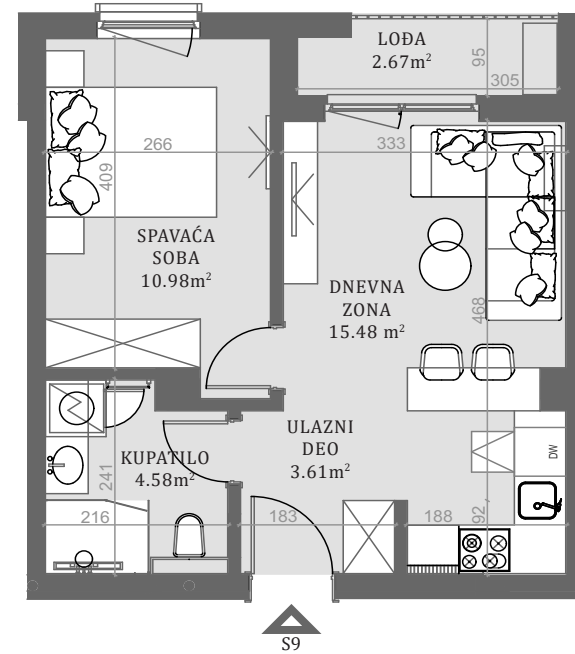 LOĐA
2.67m²
95
305
266
333
409
SPAVAĆA
SOBA
10.98m²
DNEVNA
ZONA
15.48 m²
468
ULAZNI
DEO
3.61m²
KUPATILO
4.58m²
241
DW
216
183
188
92
S9